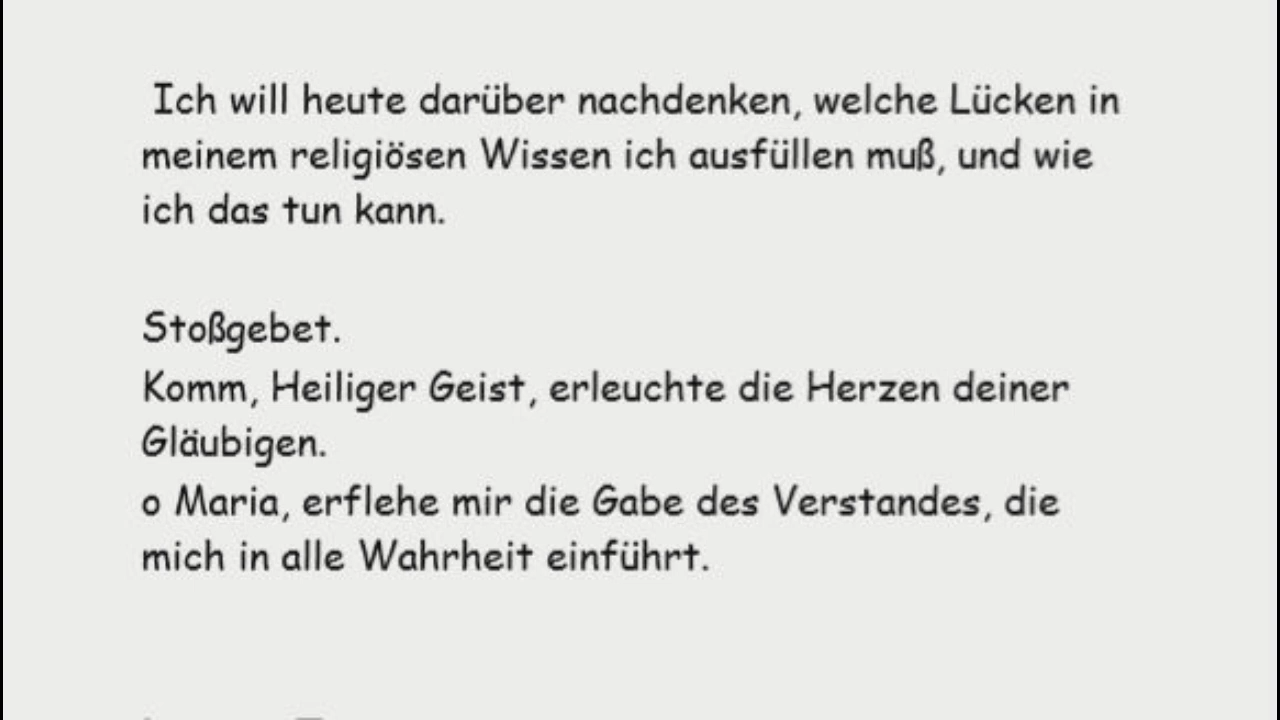 Ich will heute darüber nachdenken, welche Lücken in
meinem religiösen Wissen ich ausfüllen muß, und wie
ich das tun kann.
Stoßgebet.
Komm, Heiliger Geist, erleuchte die Herzen deiner
Gläubigen.
o Maria, erflehe mir die Gabe des Verstandes, die
mich in alle Wahrheit einführt.